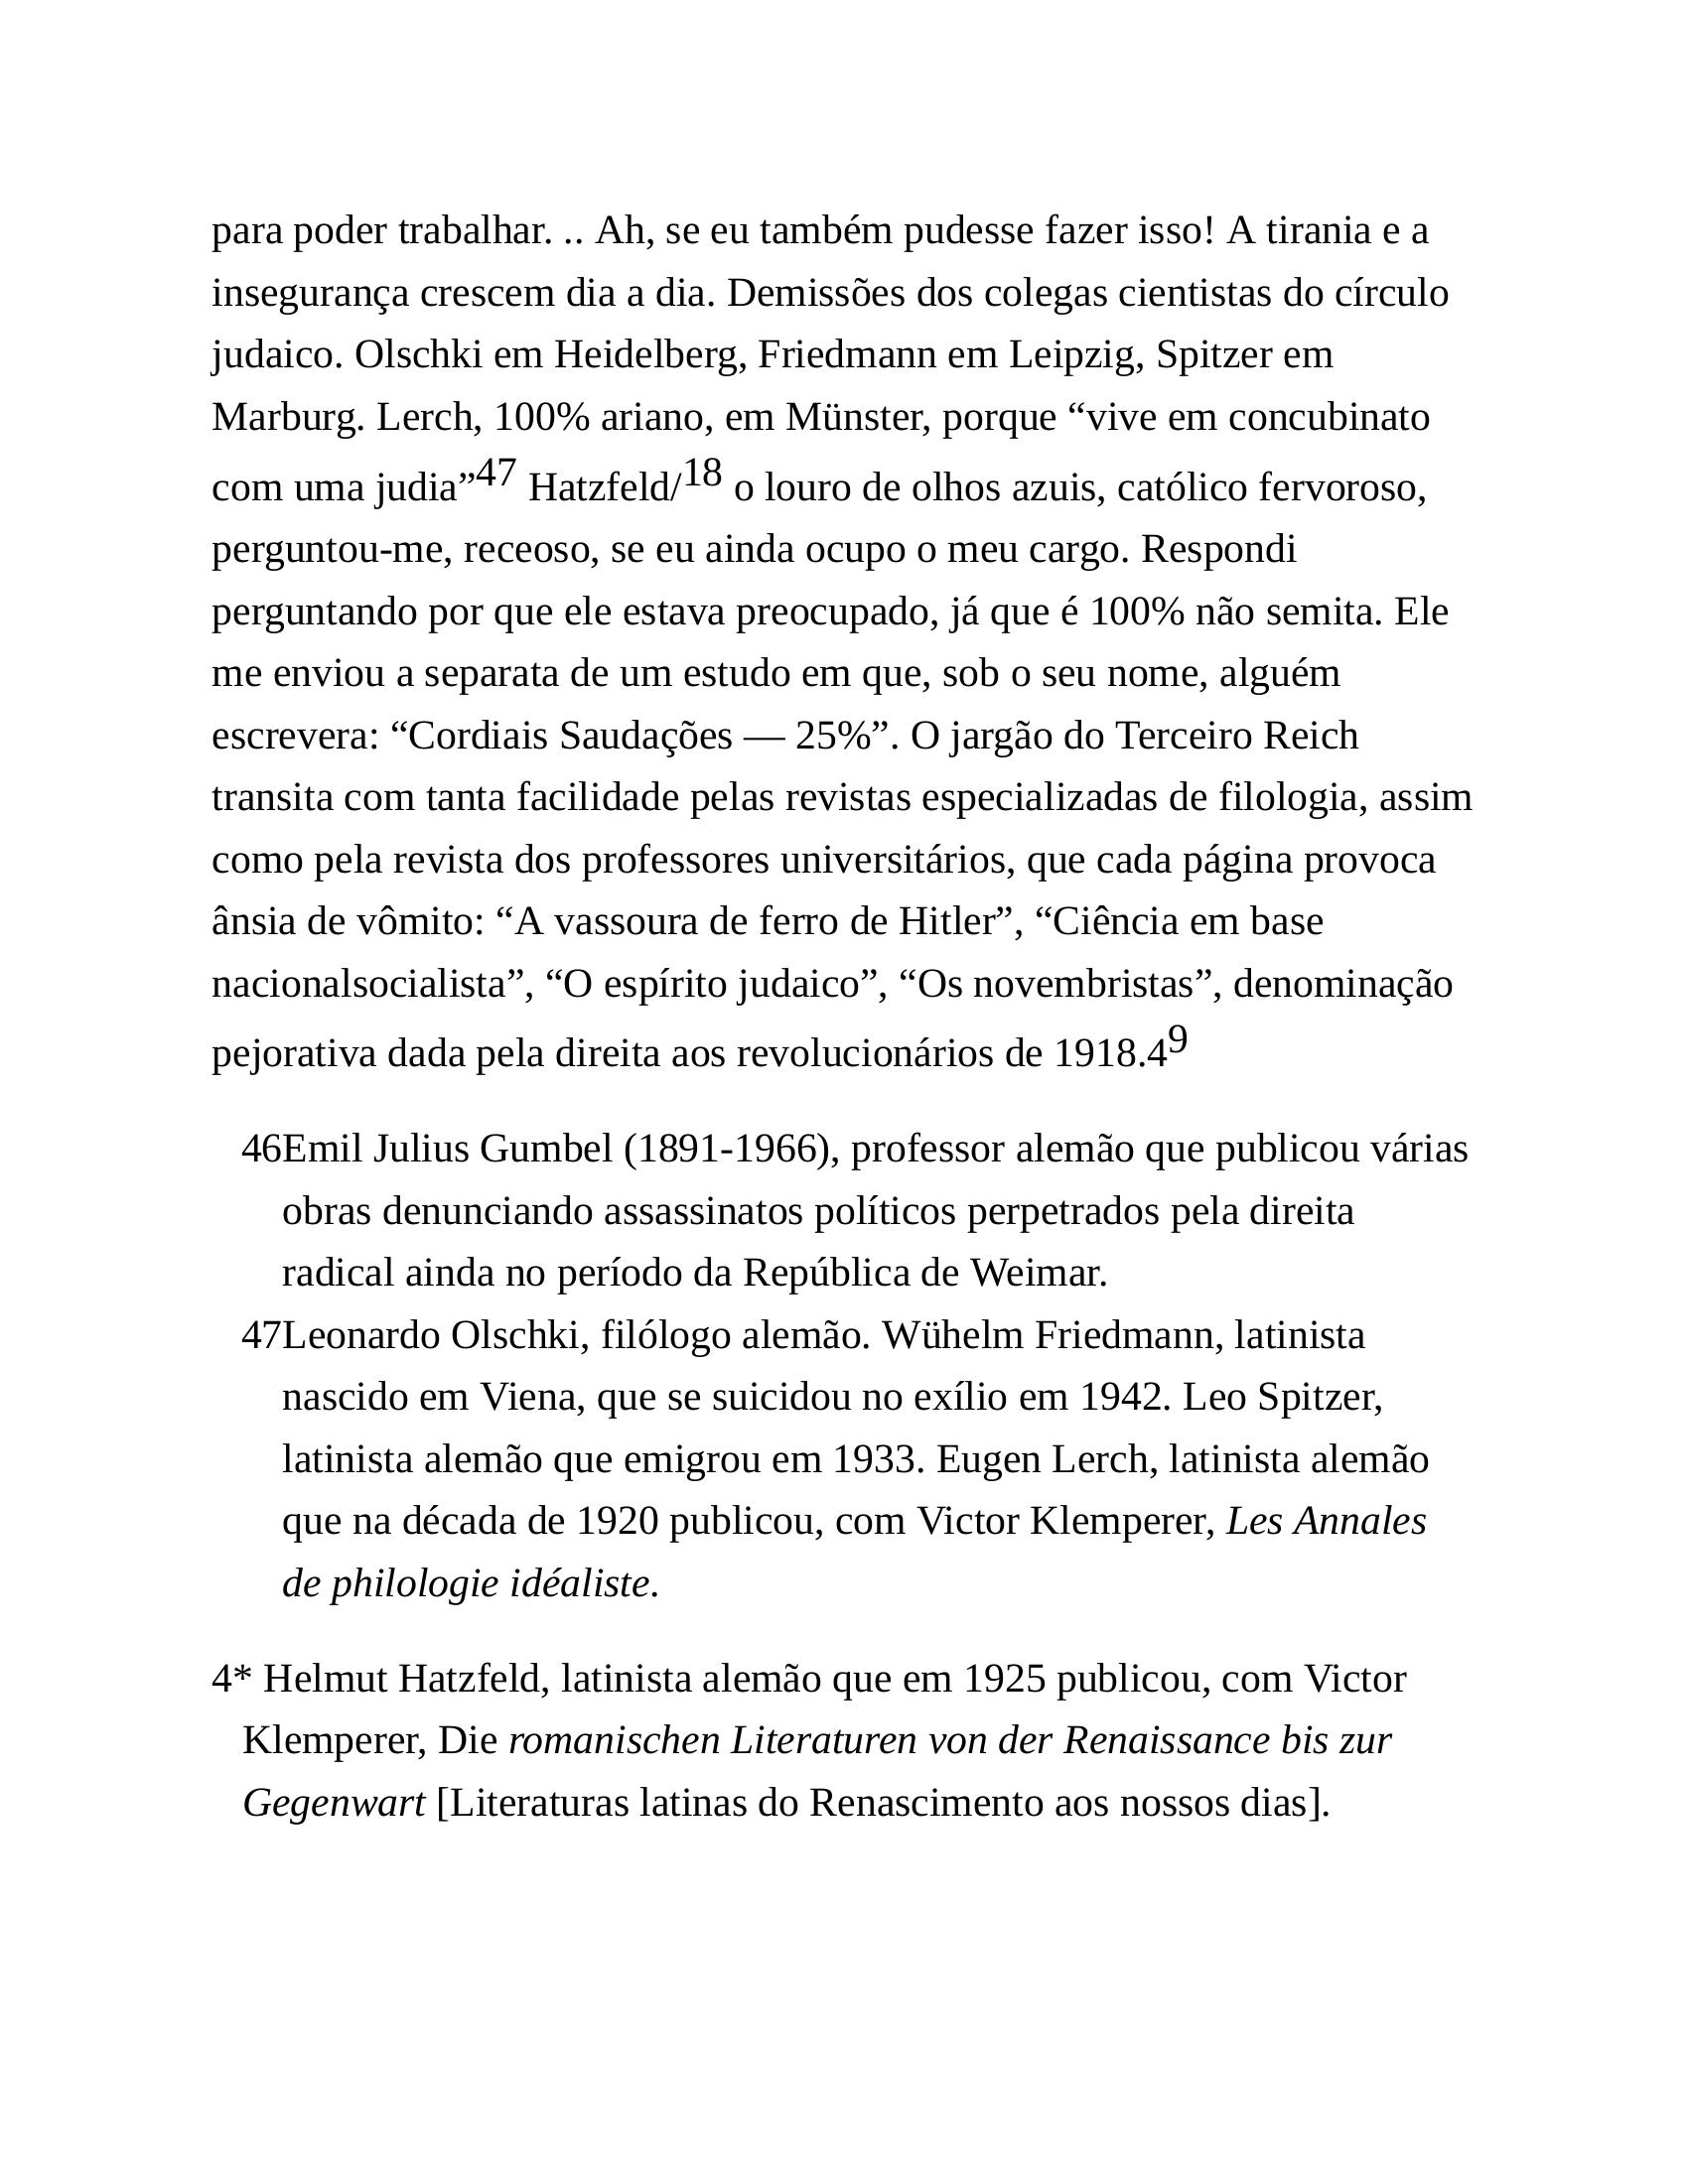 para poder trabalhar. .. Ah, se eu também pudesse fazer isso! A tirania e a
insegurança crescem dia a dia. Demissões dos colegas cientistas do círculo
judaico. Olschki em Heidelberg, Friedmann em Leipzig, Spitzer em
Marburg. Lerch, 100% ariano, em Münster, porque “vive em concubinato
com uma judia”47 Hatzfeld/18 o louro de olhos azuis, católico fervoroso,
perguntou-me, receoso, se eu ainda ocupo o meu cargo. Respondi
perguntando por que ele estava preocupado, já que é 100% não semita. Ele
me enviou a separata de um estudo em que, sob o seu nome, alguém
escrevera: “Cordiais Saudações — 25%”. O jargão do Terceiro Reich
transita com tanta facilidade pelas revistas especializadas de filologia, assim
como pela revista dos professores universitários, que cada página provoca
ânsia de vômito: “A vassoura de ferro de Hitler”, “Ciência em base
nacionalsocialista”, “O espírito judaico”, “Os novembristas”, denominação
pejorativa dada pela direita aos revolucionários de 1918.49
46Emil Julius Gumbel (1891-1966), professor alemão que publicou várias
obras denunciando assassinatos políticos perpetrados pela direita
radical ainda no período da República de Weimar.
47Leonardo Olschki, filólogo alemão. Wühelm Friedmann, latinista
nascido em Viena, que se suicidou no exílio em 1942. Leo Spitzer,
latinista alemão que emigrou em 1933. Eugen Lerch, latinista alemão
que na década de 1920 publicou, com Victor Klemperer, Les Annales
de philologie idéaliste.
4* Helmut Hatzfeld, latinista alemão que em 1925 publicou, com Victor
Klemperer, Die romanischen Literaturen von der Renaissance bis zur
Gegenwart [Literaturas latinas do Renascimento aos nossos dias].